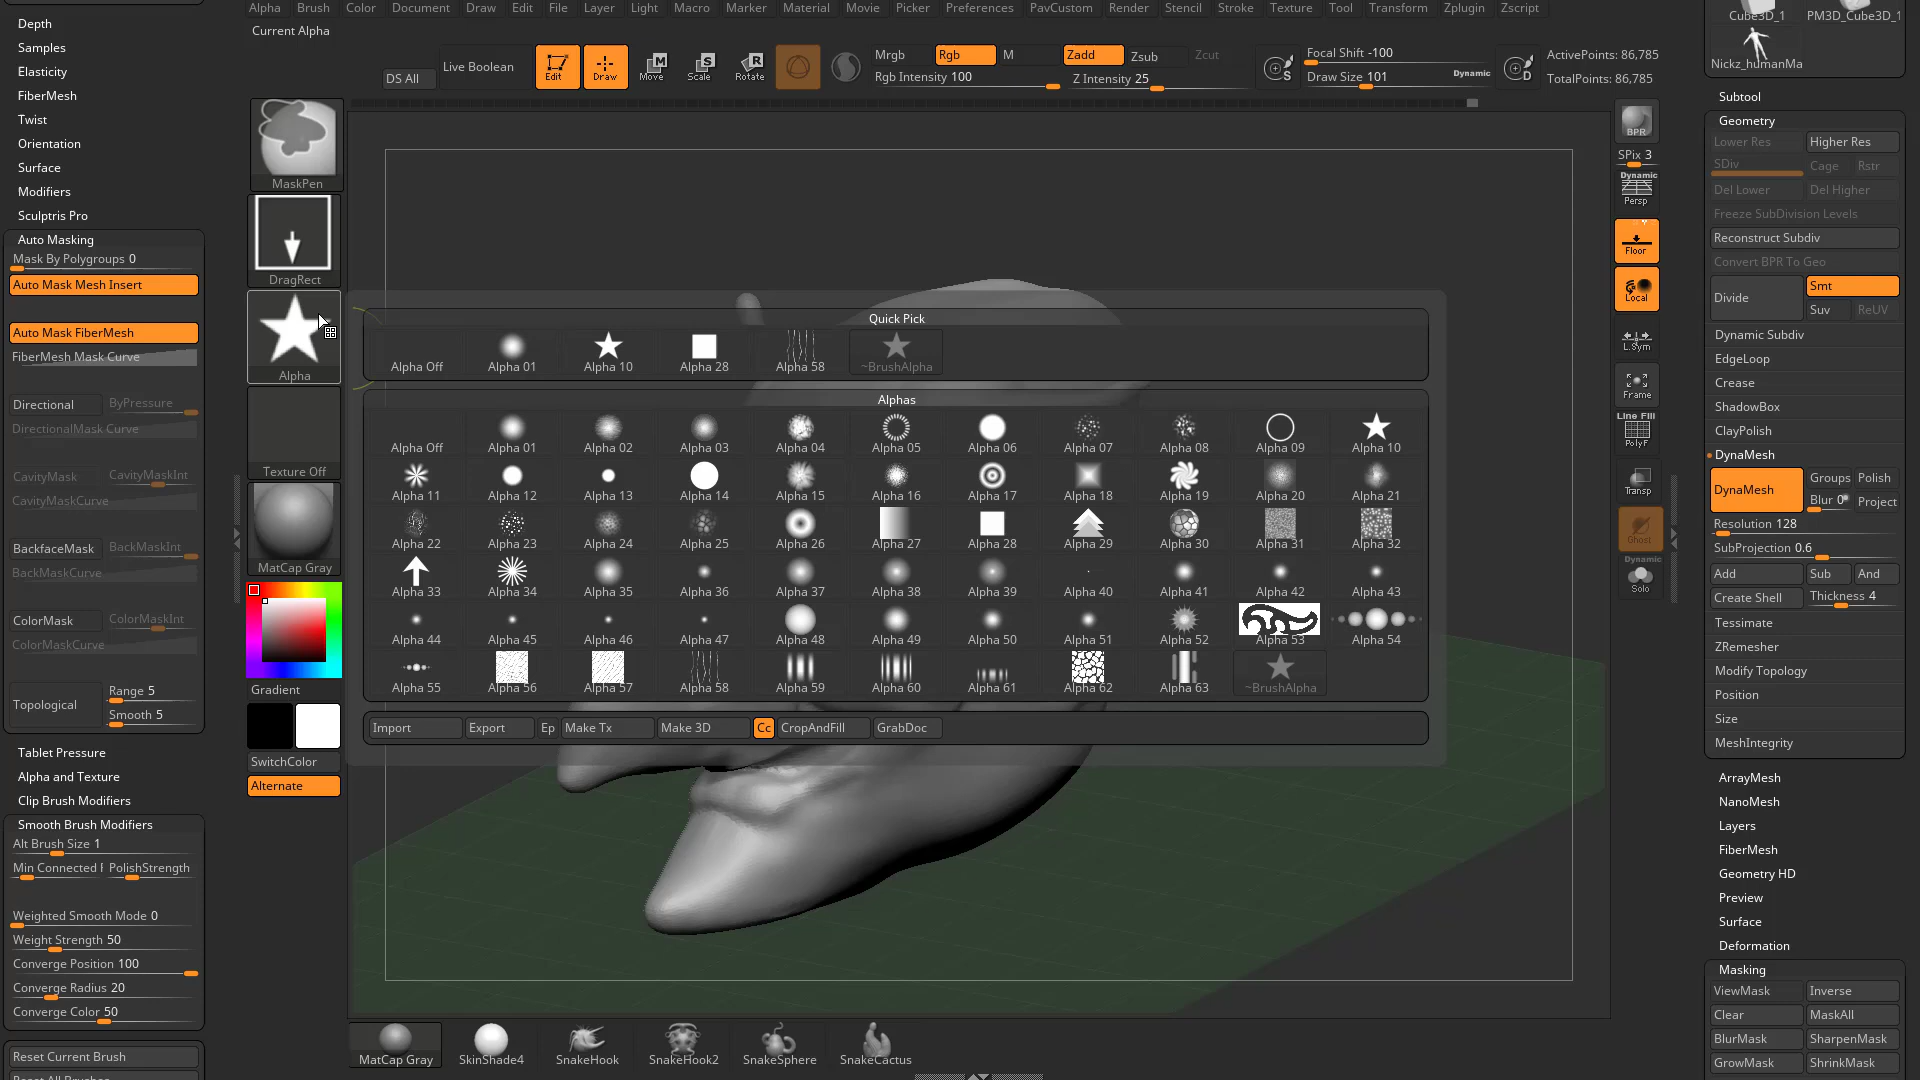 Alpha Brush Color Document Draw Edit File Layer Light Macro Marker Material Movie Picker Preferences PavCustom Render Stencil Stroke Texture Tool Transform Zplugin Zscript
Current Alpha
DS All
Live Boolean
Edit
Draw
Move
Scale
Rotate
Mrgb Rgb M
Rgb Intensity 100
Zadd Zsub Zcut
Z Intensity 25
Focal Shift -100
Draw Size 101
Dynamic
ActivePoints: 86,785
TotalPoints: 86,785
Depth
Samples
Elasticity
FiberMesh
Twist
Orientation
Surface
Modifiers
Sculptris Pro
Auto Masking
Mask By Polygroups 0
Auto Mask Mesh Insert
Auto Mask FiberMesh
FiberMesh Mask Curve
Directional ByPressure
DirectionalMask Curve
CavityMask CavityMaskInt
CavityMaskCurve
BackfaceMask BackMaskInt
BackMaskCurve
ColorMask ColorMaskInt
ColorMaskCurve
Topological
Range 5
Smooth 5
Tablet Pressure
Alpha and Texture
Clip Brush Modifiers
Smooth Brush Modifiers
Alt Brush Size 1
Min Connected PolishStrength
Weighted Smooth Mode 0
Weight Strength 50
Converge Position 100
Converge Radius 20
Converge Color 50
Reset Current Brush
MaskPen
DragRect
Alpha
Texture Off
MatCap Gray
Gradient
SwitchColor
Alternate
Quick Pick
Alpha Off Alpha 01 Alpha 10 Alpha 28 Alpha 58 ~BrushAlpha
Alphas
Alpha Off Alpha 01 Alpha 02 Alpha 03 Alpha 04 Alpha 05 Alpha 06 Alpha 07 Alpha 08 Alpha 09 Alpha 10
Alpha 11 Alpha 12 Alpha 13 Alpha 14 Alpha 15 Alpha 16 Alpha 17 Alpha 18 Alpha 19 Alpha 20 Alpha 21
Alpha 22 Alpha 23 Alpha 24 Alpha 25 Alpha 26 Alpha 27 Alpha 28 Alpha 29 Alpha 30 Alpha 31 Alpha 32
Alpha 33 Alpha 34 Alpha 35 Alpha 36 Alpha 37 Alpha 38 Alpha 39 Alpha 40 Alpha 41 Alpha 42 Alpha 43
Alpha 44 Alpha 45 Alpha 46 Alpha 47 Alpha 48 Alpha 49 Alpha 50 Alpha 51 Alpha 52 Alpha 53 Alpha 54
Alpha 55 Alpha 56 Alpha 57 Alpha 58 Alpha 59 Alpha 60 Alpha 61 Alpha 62 Alpha 63 ~BrushAlpha
Import Export Ep Make Tx Make 3D Cc CropAndFill GrabDoc
MatCap Gray SkinShade4 SnakeHook SnakeHook2 SnakeSphere SnakeCactus
BPR
SPix 3
Dynamic
Persp
Floor
Local
L.Sym
Frame
Line Fill
PolyF
Transp
Ghost
Dynamic
Solo
Cube3D_1 PM3D_Cube3D_1
Nickz_humanMa
Subtool
Geometry
Lower Res Higher Res
SDiv Cage Rstr
Del Lower Del Higher
Freeze SubDivision Levels
Reconstruct Subdiv
Convert BPR To Geo
Divide
Smt
Suv ReUV
Dynamic Subdiv
EdgeLoop
Crease
ShadowBox
ClayPolish
DynaMesh
DynaMesh
Groups Polish
Blur 0 Project
Resolution 128
SubProjection 0.6
Add Sub And
Create Shell Thickness 4
Tessimate
ZRemesher
Modify Topology
Position
Size
MeshIntegrity
ArrayMesh
NanoMesh
Layers
FiberMesh
Geometry HD
Preview
Surface
Deformation
Masking
ViewMask Inverse
Clear MaskAll
BlurMask SharpenMask
GrowMask ShrinkMask